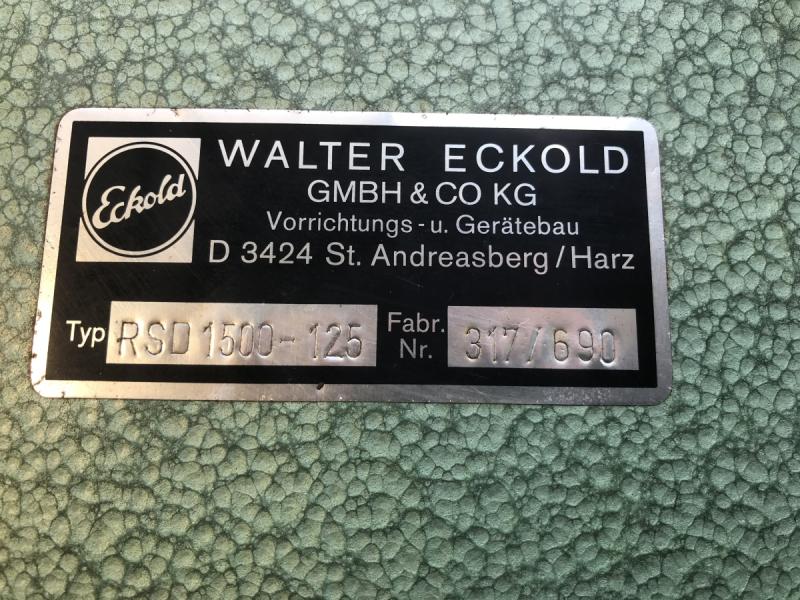 Eckold
WALTER ECKOLD
GMBH & CO KG
Vorrichtungs- u. Gerätebau
D 3424 St. Andreasberg/Harz
Typ RSD 1500-125 Fabr. Nr. 317/690